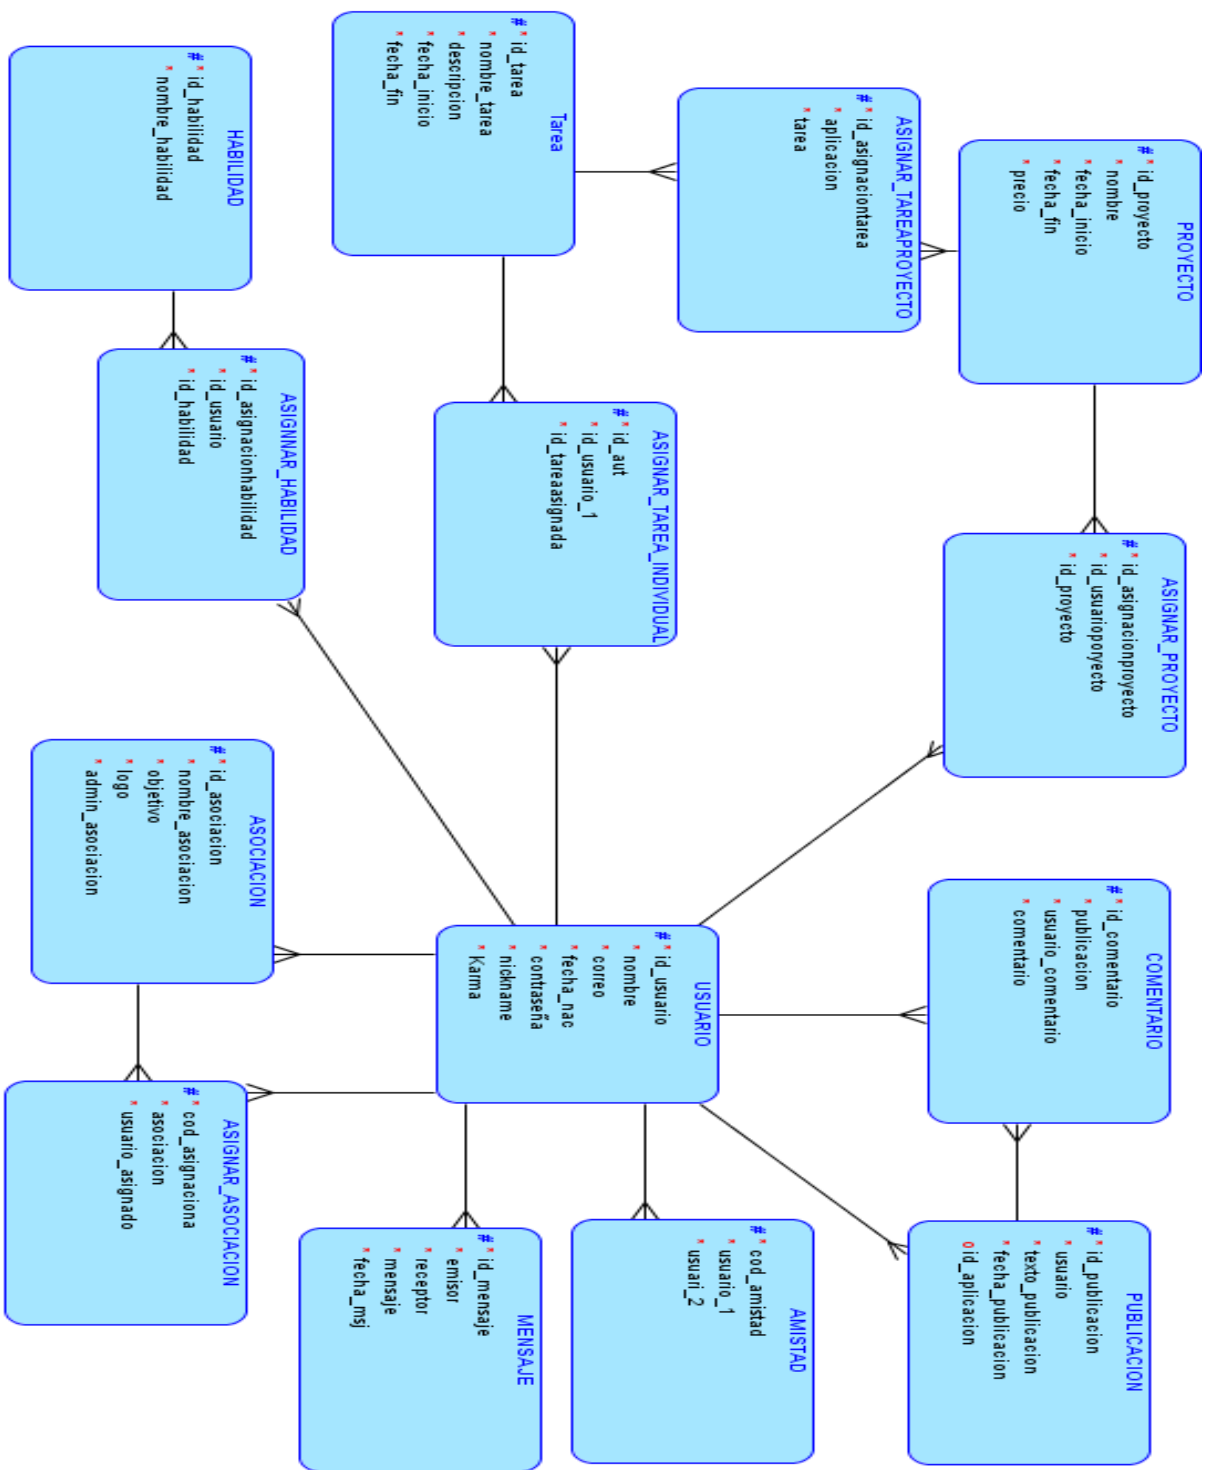 PROYECTO
# * id_proyecto
* nombre
* fecha_inicio
* fecha_fin
* precio
ASIGNAR_PROYECTO
# * id_asignacionproyecto
* id_usuarioporyecto
* id_proyecto
COMENTARIO
# * id_comentario
* publicacion
* usuario_comentario
* comentario
PUBLICACION
# * id_publicacion
* usuario
* texto_publicacion
* fecha_publicacion
o id_aplicacion
ASIGNAR_TAREAPROYECTO
# * id_asignaciontarea
* aplicacion
* tarea
ASIGNAR_TAREA_INDIVIDUAL
# * id_aut
* id_usuario_1
* id_tareaasignada
USUARIO
# * id_usuario
* nombre
* correo
* fecha_nac
* contraseña
* nickname
* Karma
AMISTAD
# * cod_amistad
* usuario_1
* usuari_2
Tarea
# * id_tarea
* nombre_tarea
* descripcion
* fecha_inicio
* fecha_fin
MENSAJE
# * id_mensaje
* emisor
* receptor
* mensaje
* fecha_msj
HABILIDAD
# * id_habilidad
* nombre_habilidad
ASIGNNAR_HABILIDAD
# * id_asignacionhabilidad
* id_usuario
* id_habilidad
ASOCIACION
# * id_asociacion
* nombre_asociacion
* objetivo
* logo
* admin_asociacion
ASIGNAR_ASOCIACION
# * cod_asignaciona
* asociacion
* usuario_asignado